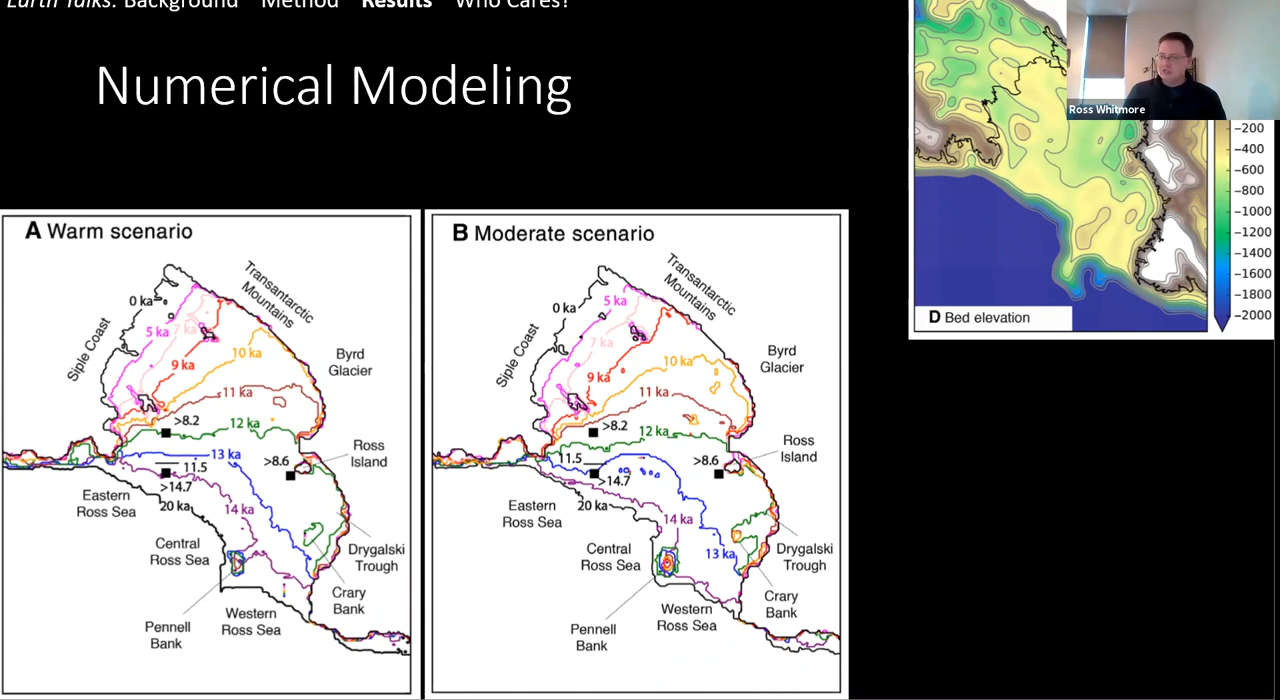 Earth Talks: Background Method Results Who Cares?
Numerical Modeling
Ross Whitmore
-200
-400
-600
-800
-1000
-1200
-1400
-1600
-1800
-2000
D Bed elevation
A Warm scenario
Transantarctic
Mountains
0 ka
5 ka
7 ka
Siple Coast
9 ka
10 ka
Byrd
Glacier
11 ka
>8.2
12 ka
13 ka
>8.6
Ross
Island
11.5
>14.7
Eastern
Ross Sea
20 ka
14 ka
Central
Ross Sea
Drygalski
Trough
Crary
Bank
Western
Ross Sea
Pennell
Bank
B Moderate scenario
Transantarctic
Mountains
0 ka
5 ka
7 ka
Siple Coast
9 ka
10 ka
Byrd
Glacier
11 ka
>8.2
12 ka
11.5
>8.6
Ross
Island
>14.7
Eastern
Ross Sea
20 ka
14 ka
Central
Ross Sea
13 ka
Drygalski
Trough
Crary
Bank
Western
Ross Sea
Pennell
Bank